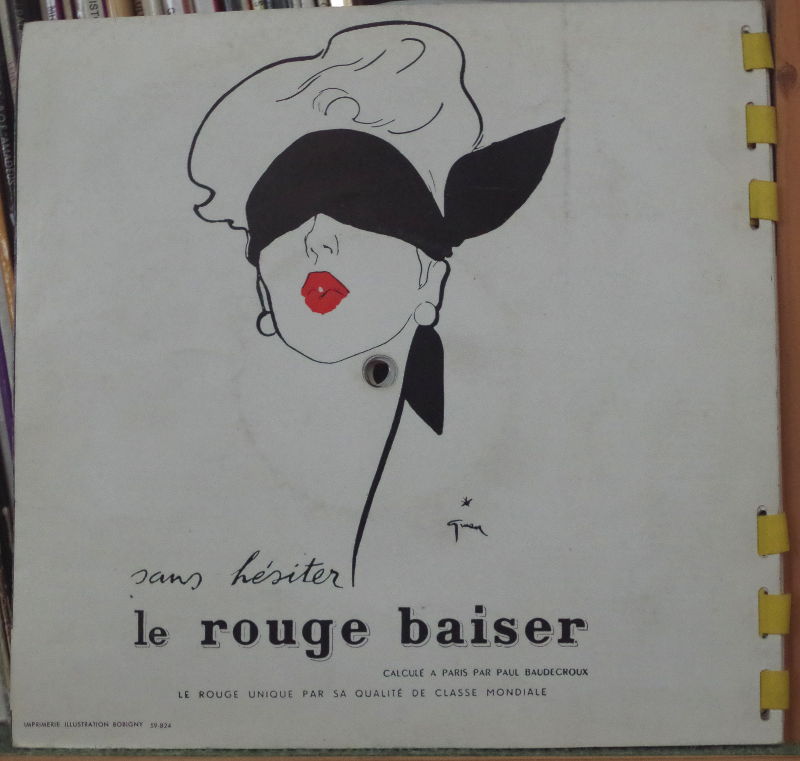 Gruau
sans hésiter
le rouge baiser
CALCULÉ A PARIS PAR PAUL BAUDECROUX
LE ROUGE UNIQUE PAR SA QUALITÉ DE CLASSE MONDIALE
IMPRIMERIE ILLUSTRATION BOBIGNY 59-824